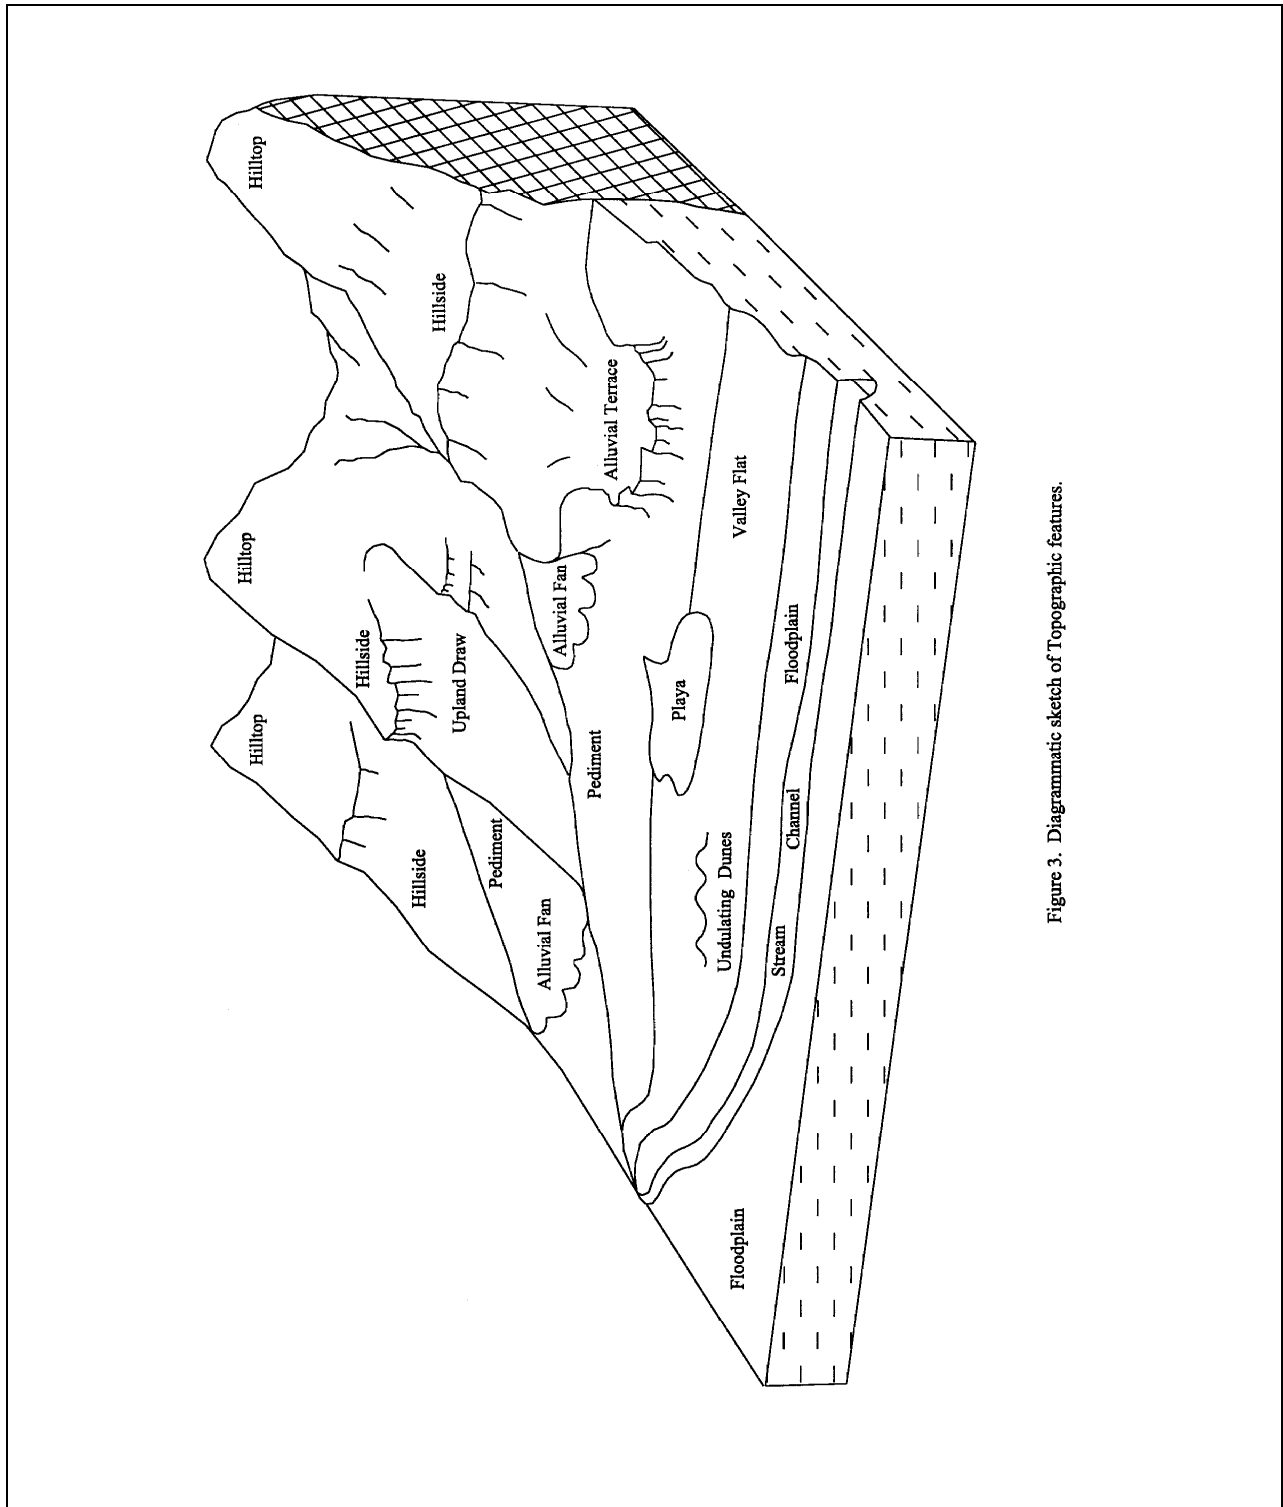 Hilltop
Hilltop
Hilltop
Hillside
Hillside
Hillside
Upland Draw
Pediment
Alluvial Fan
Alluvial Fan
Pediment
Alluvial Terrace
Playa
Undulating Dunes
Valley Flat
Floodplain
Floodplain
Stream Channel
Figure 3. Diagrammatic sketch of Topographic features.